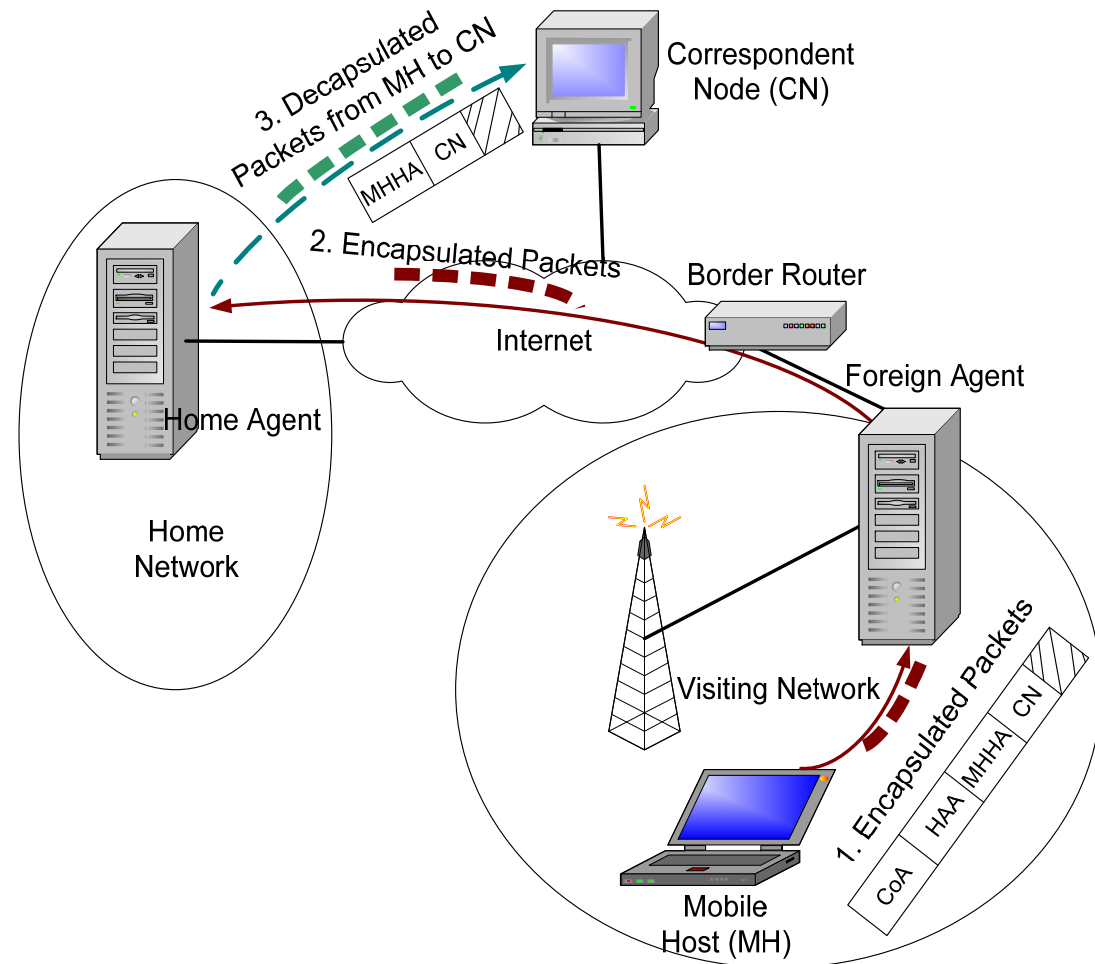 3. Decapsulated
Packets from MH to CN
MHHA CN
Correspondent
Node (CN)
2. Encapsulated Packets
Border Router
Internet
Foreign Agent
Home Agent
Home
Network
Visiting Network
1. Encapsulated Packets
CoA HAA MHHA CN
Mobile
Host (MH)